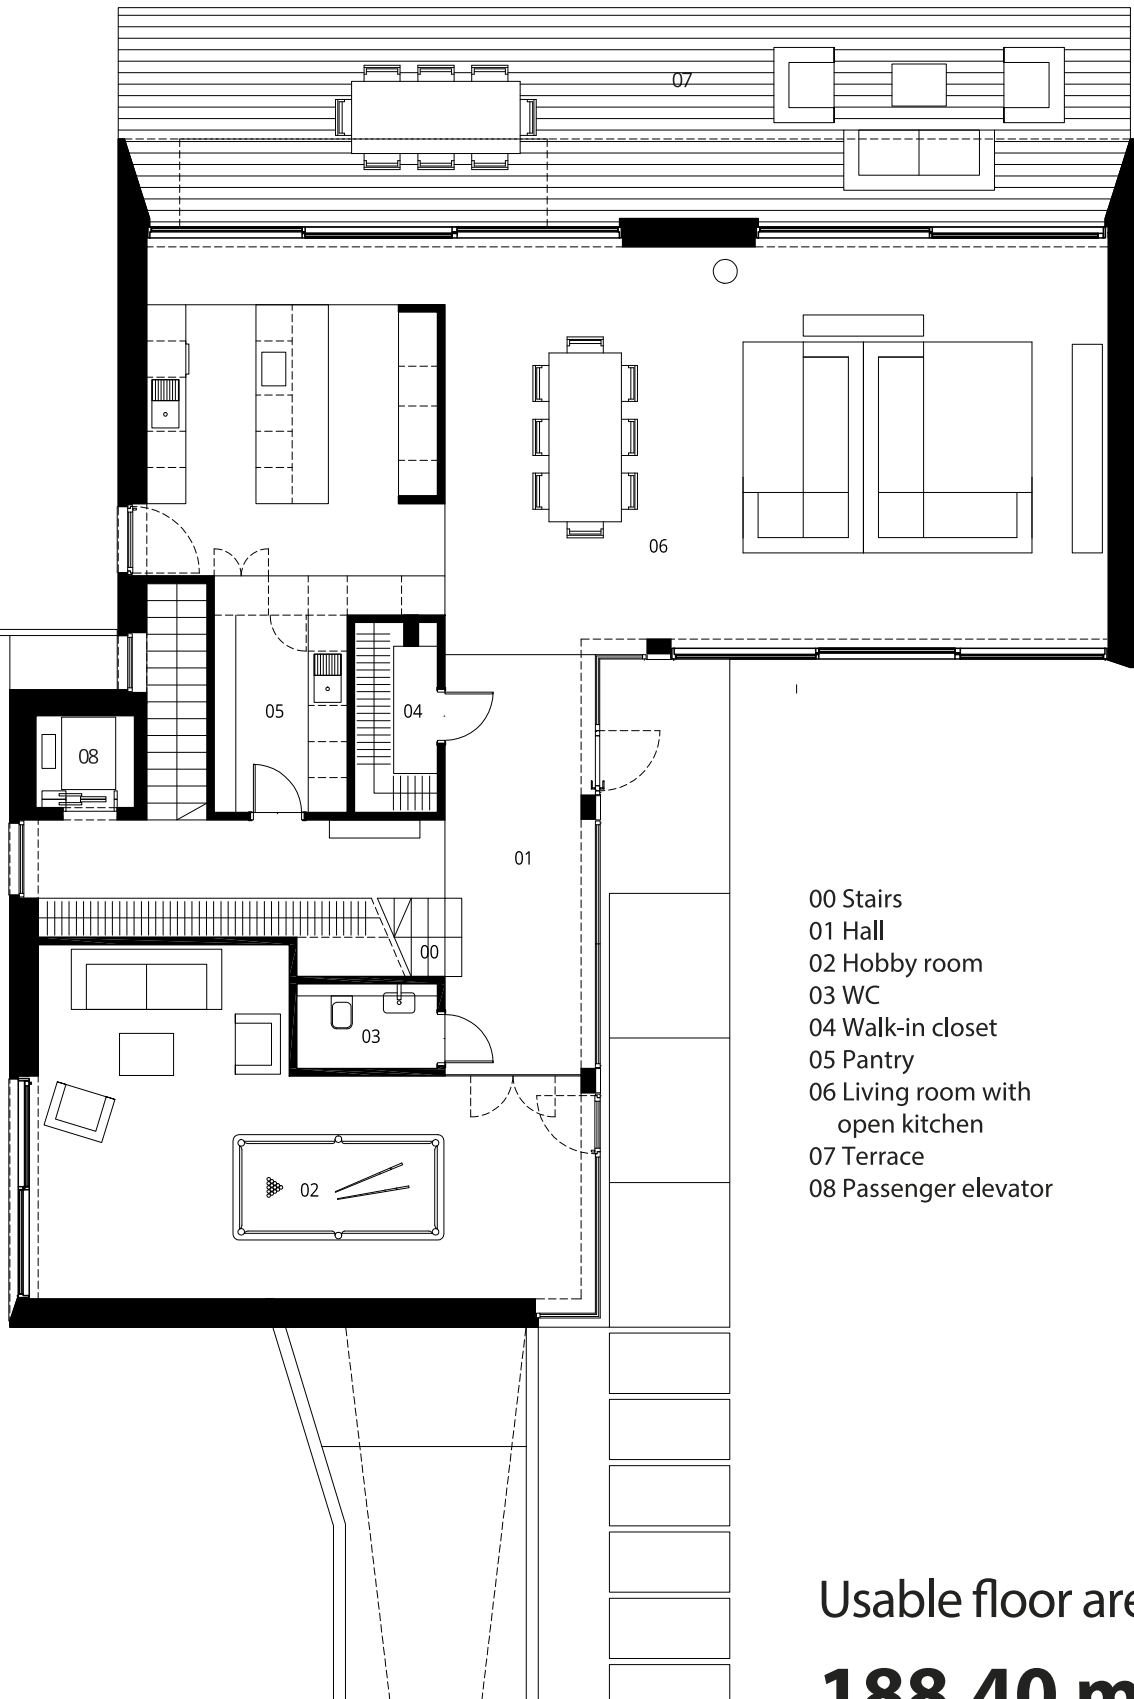 07
06
05
04
08
01
00
03
02
00 Stairs
01 Hall
02 Hobby room
03 WC
04 Walk-in closet
05 Pantry
06 Living room with
open kitchen
07 Terrace
08 Passenger elevator
Usable floor are
188.40 m